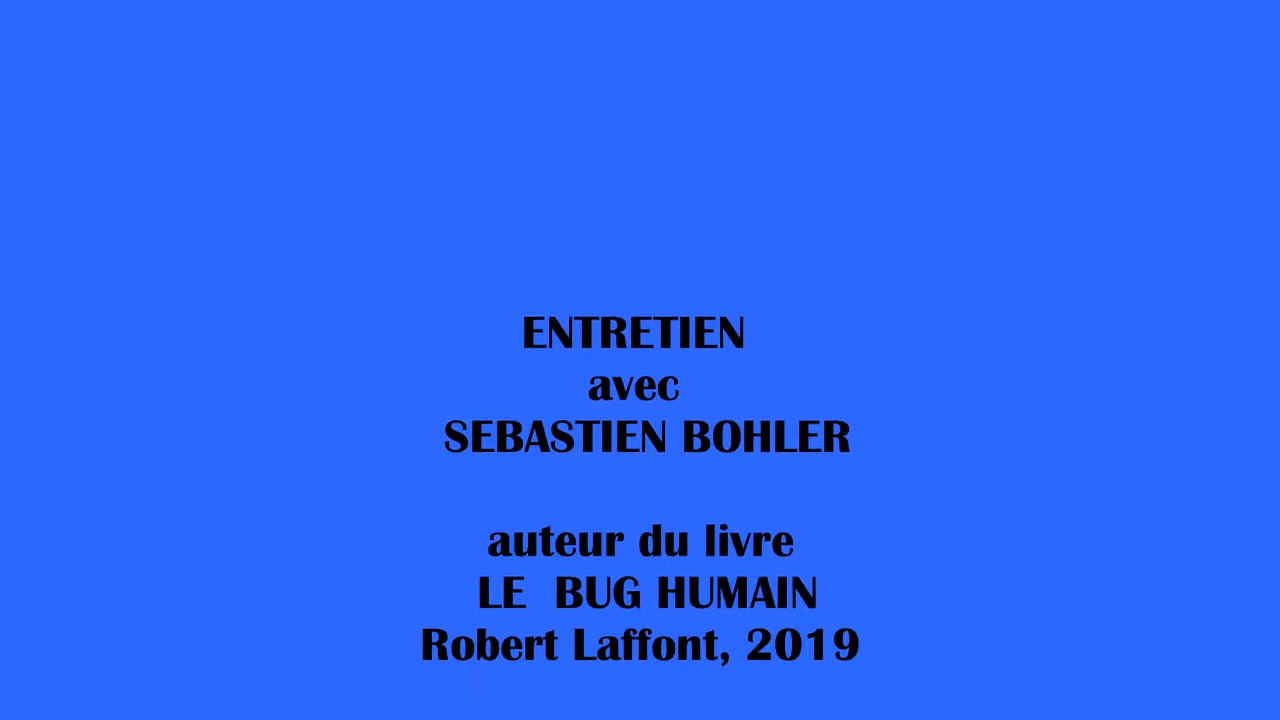 ENTRETIEN
avec
SEBASTIEN BOHLER
auteur du livre
LE BUG HUMAIN
Robert Laffont, 2019